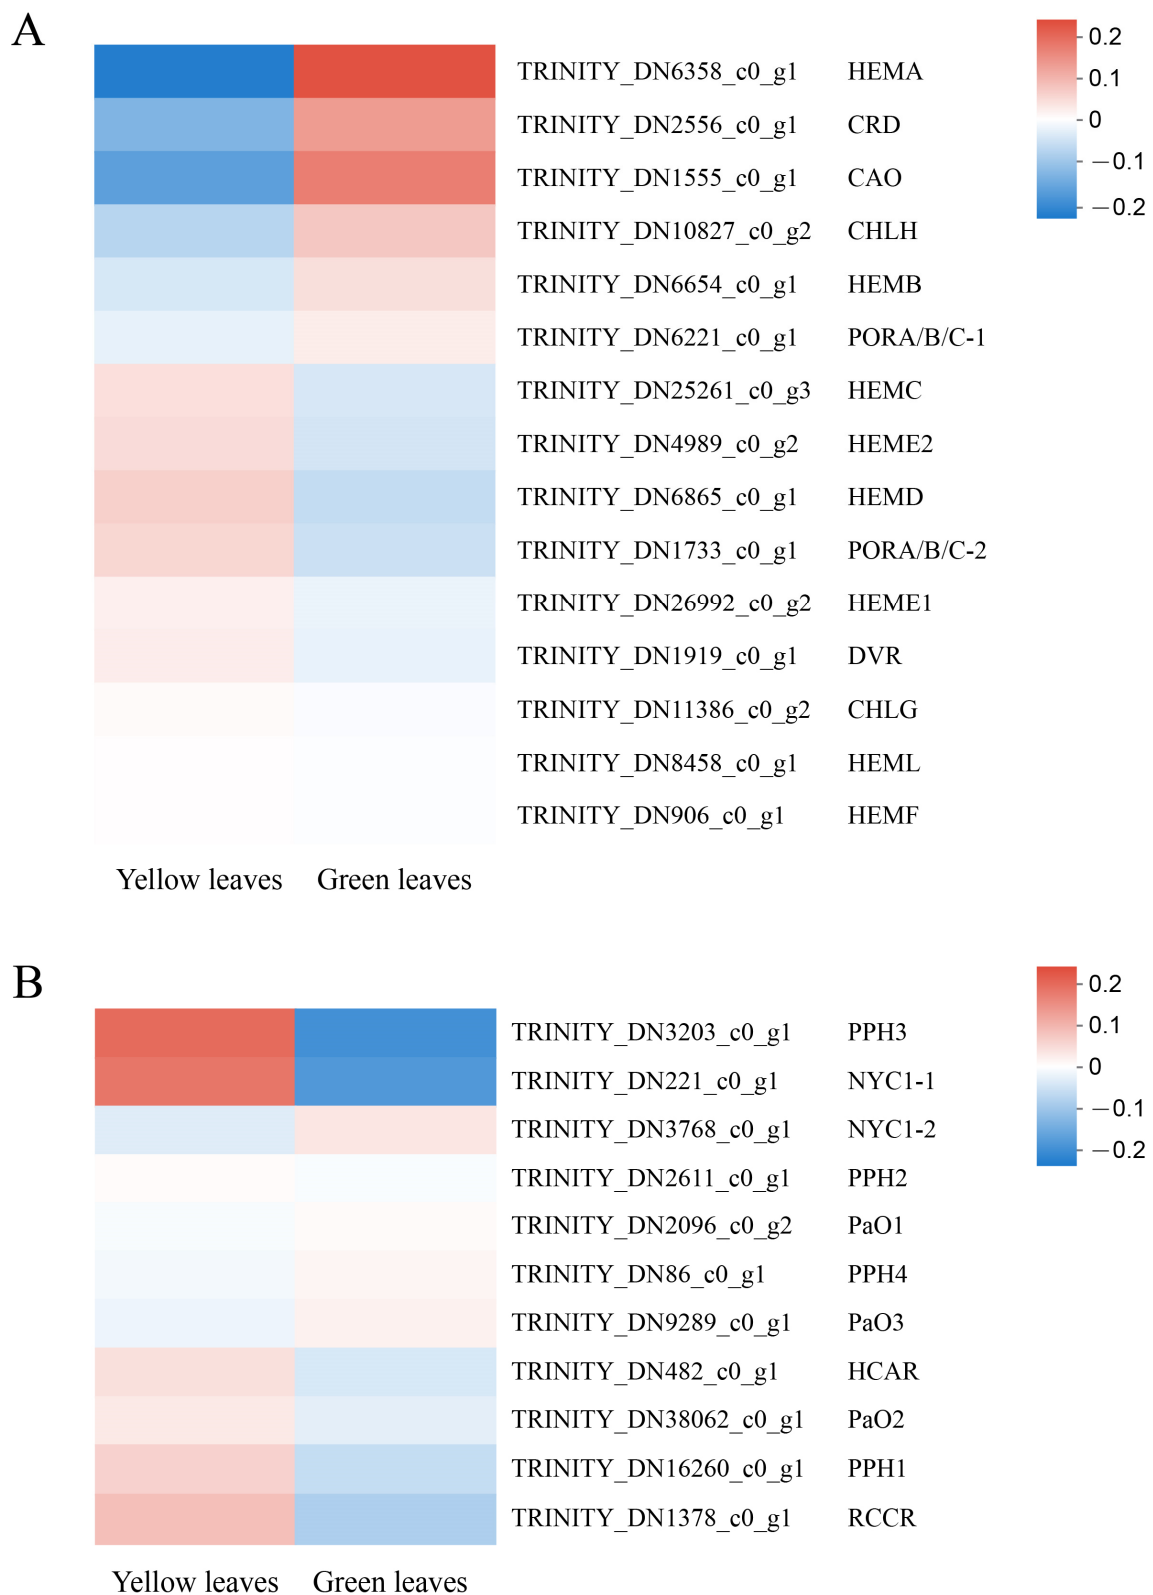 A
0.2
0.1
0
—0.1
—0.2
TRINITY_DN6358_c0_g1 HEMA
TRINITY_DN2556_c0_g1 CRD
TRINITY_DN1555_c0_g1 CAO
TRINITY_DN10827_c0_g2 CHLH
TRINITY_DN6654_c0_g1 HEMB
TRINITY_DN6221_c0_g1 PORA/B/C-1
TRINITY_DN25261_c0_g3 HEMC
TRINITY_DN4989_c0_g2 HEME2
TRINITY_DN6865_c0_g1 HEMD
TRINITY_DN1733_c0_g1 PORA/B/C-2
TRINITY_DN26992_c0_g2 HEME1
TRINITY_DN1919_c0_g1 DVR
TRINITY_DN11386_c0_g2 CHLG
TRINITY_DN8458_c0_g1 HEML
TRINITY_DN906_c0_g1 HEMF
Yellow leaves Green leaves
B
0.2
0.1
0
—0.1
—0.2
TRINITY_DN3203_c0_g1 PPH3
TRINITY_DN221_c0_g1 NYC1-1
TRINITY_DN3768_c0_g1 NYC1-2
TRINITY_DN2611_c0_g1 PPH2
TRINITY_DN2096_c0_g2 PaO1
TRINITY_DN86_c0_g1 PPH4
TRINITY_DN9289_c0_g1 PaO3
TRINITY_DN482_c0_g1 HCAR
TRINITY_DN38062_c0_g1 PaO2
TRINITY_DN16260_c0_g1 PPH1
TRINITY_DN1378_c0_g1 RCCR
Yellow leaves Green leaves